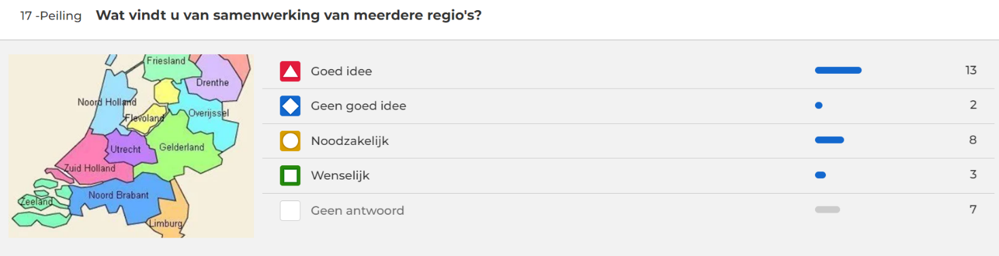 17 -Peiling Wat vindt u van samenwerking van meerdere regio's?
Friesland
Drenthe
Noord Holland
Overijssel
Flevoland
Utrecht
Gelderland
Zuid Holland
Noord Brabant
Zeeland
Limburg
Goed idee 13
Geen goed idee 2
Noodzakelijk 8
Wenselijk 3
Geen antwoord 7